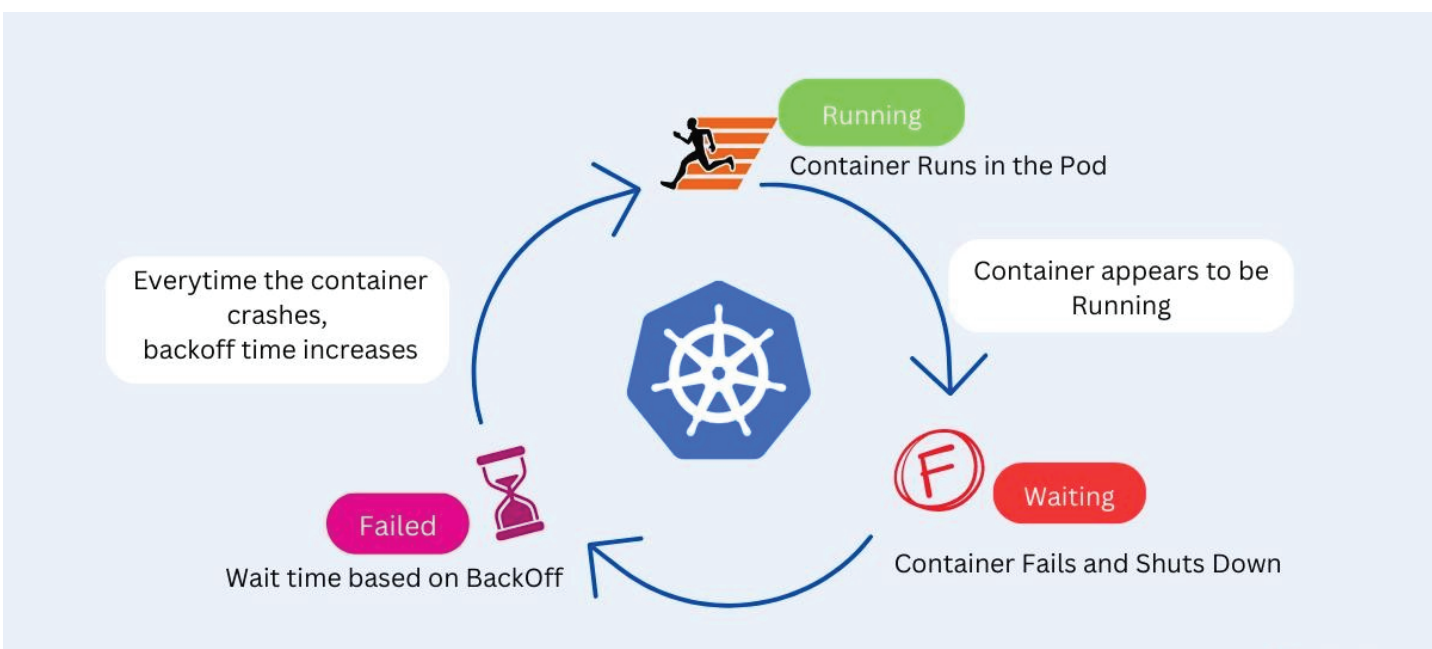 Running
Container Runs in the Pod
Everytime the container
crashes,
backoff time increases
Container appears to be
Running
F
Waiting
Container Fails and Shuts Down
Failed
Wait time based on BackOff